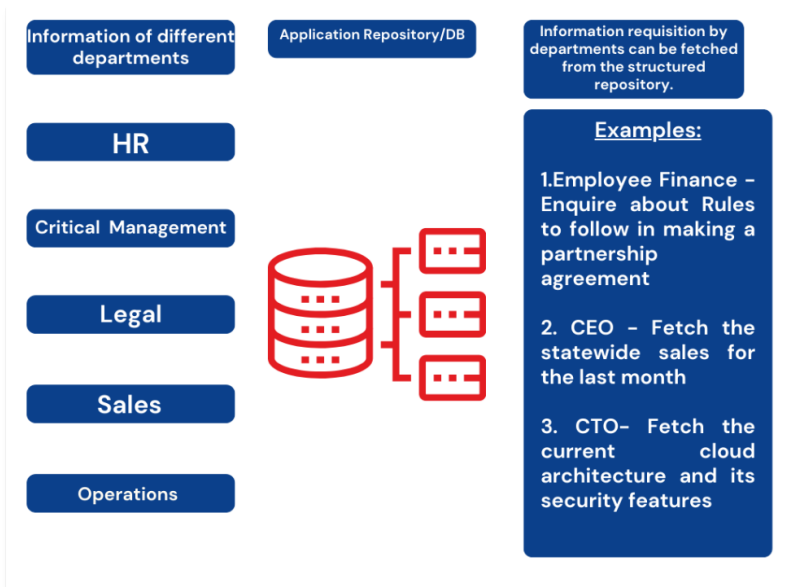 Information of different
departments
HR
Critical Management
Legal
Sales
Operations
Application Repository/DB
Information requisition by
departments can be fetched
from the structured
repository.
Examples:
1.Employee Finance -
Enquire about Rules
to follow in making a
partnership
agreement
2. CEO - Fetch the
statewide sales for
the last month
3. CTO- Fetch the
current cloud
architecture and its
security features